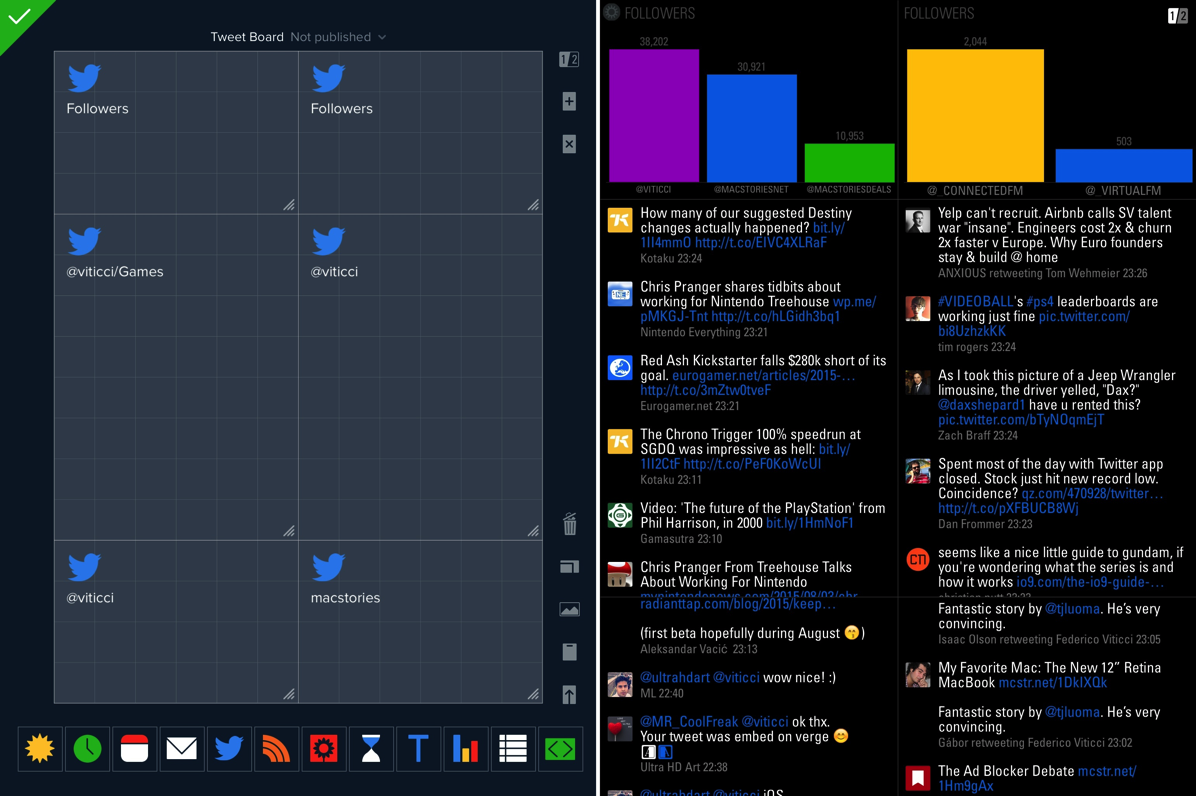 Tweet Board Not published
1/2
Followers
Followers
@viticci/Games
@viticci
@viticci
macstories
T
FOLLOWERS
38,202
30,921
10,953
@VITICCI
@MACSTORIESNET
@MACSTORIESDEALS
FOLLOWERS
1/2
2,044
503
@_CONNECTEDFM
@_VIRTUALFM
How many of our suggested Destiny
changes actually happened? bit.ly/
1II4mmO http://t.co/EIVC4XLRaF
Kotaku 23:24
Chris Pranger shares tidbits about
working for Nintendo Treehouse wp.me/
pMKGJ-Tnt http://t.co/hLGidh3bq1
Nintendo Everything 23:21
Red Ash Kickstarter falls $280k short of its
goal. eurogamer.net/articles/2015-…
http://t.co/3mZtw0tveF
Eurogamer.net 23:21
The Chrono Trigger 100% speedrun at
SGDQ was impressive as hell: bit.ly/
1II2CtF http://t.co/PeF0KoWcUI
Kotaku 23:11
Video: 'The future of the PlayStation' from
Phil Harrison, in 2000 bit.ly/1HmNoF1
Gamasutra 23:10
Chris Pranger From Treehouse Talks
About Working For Nintendo
mynintendonews.com/2015/08/03/chr…
radianttap.com/blog/2015/keep…
(first beta hopefully during August 😙)
Aleksandar Vacić 23:13
@ultrahdart @viticci wow nice! :)
ML 22:40
@MR_CoolFreak @viticci ok thx.
Your tweet was embed on verge 😊
Ultra HD Art 22:38
@ultrahdart @viticci iOS
Yelp can't recruit. Airbnb calls SV talent
war "insane". Engineers cost 2x & churn
2x faster v Europe. Why Euro founders
stay & build @ home
ANXIOUS retweeting Tom Wehmeier 23:26
#VIDEOBALL's #ps4 leaderboards are
working just fine pic.twitter.com/
bi8UzhzkKK
tim rogers 23:24
As I took this picture of a Jeep Wrangler
limousine, the driver yelled, "Dax?"
@daxshepard1 have u rented this?
pic.twitter.com/bTyNOqmEjT
Zach Braff 23:24
Spent most of the day with Twitter app
closed. Stock just hit new record low.
Coincidence? qz.com/470928/twitter…
http://t.co/pXFBUCB8Wj
Dan Frommer 23:23
seems like a nice little guide to gundam, if
you're wondering what the series is and
how it works io9.com/the-io9-guide-…
Fantastic story by @tjluoma. He's very
convincing.
Isaac Olson retweeting Federico Viticci 23:05
My Favorite Mac: The New 12” Retina
MacBook mcstr.net/1DkIXQk
Fantastic story by @tjluoma. He's very
convincing.
Gábor retweeting Federico Viticci 23:02
The Ad Blocker Debate mcstr.net/
1Hm9gAx